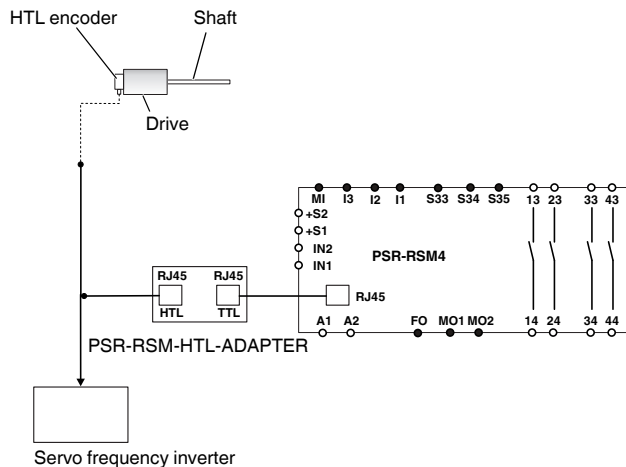 HTL encoder
Shaft
Drive
MI I3 I2 I1 S33 S34 S35 13 23 33 43
+S2
+S1
IN2
IN1
PSR-RSM4
RJ45 RJ45
RJ45
HTL TTL
A1 A2 FO MO1 MO2 14 24 34 44
PSR-RSM-HTL-ADAPTER
Servo frequency inverter